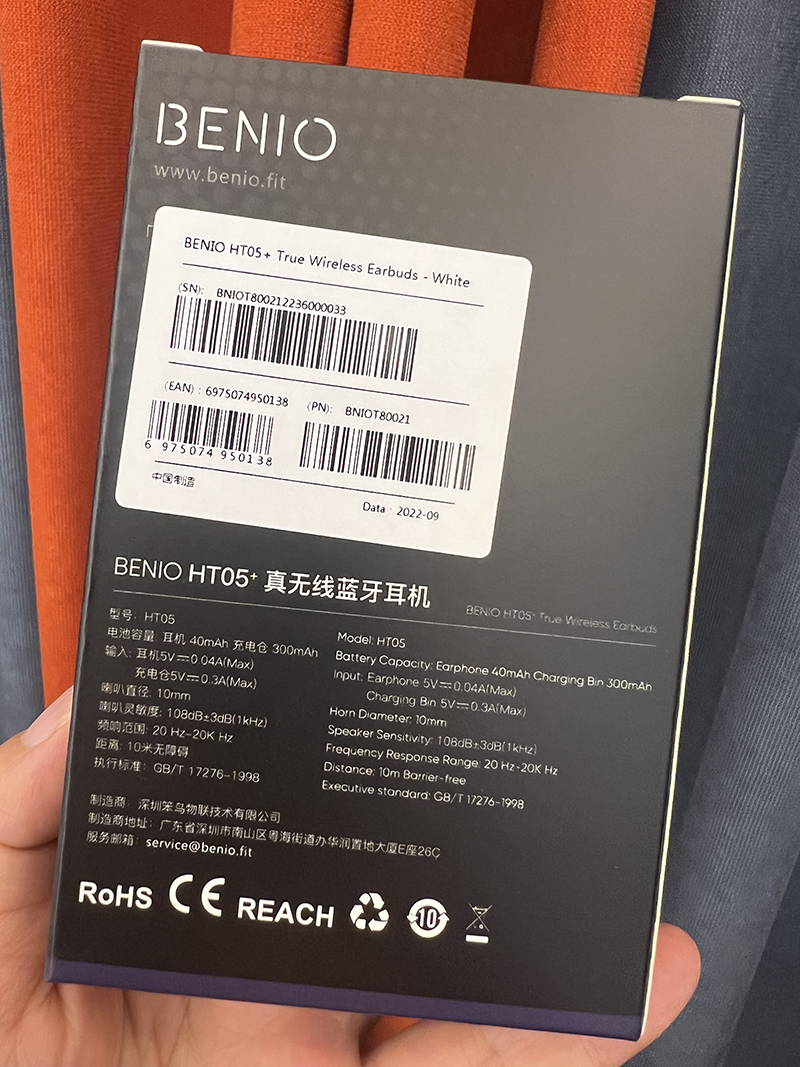 BENIO
www.benio.fit
BENIO HT05+ True Wireless Earbuds - White
(SN): BNIOT800212236000033
(EAN) : 6975074950138
(PN): BNIOT80021
6 975074 950138
中国制造
Data : 2022-09
BENIO HT05+ 真无线蓝牙耳机
BENIO HT05+ True Wireless Earbuds
型号: HT05
电池容量: 耳机 40mAh 充电仓 300mAh
输入: 耳机5V⎓0.04A(Max)
充电仓5V⎓0.3A(Max)
喇叭直径: 10mm
喇叭灵敏度: 108dB±3dB(1kHz)
频响范围: 20 Hz-20K Hz
距离: 10米无障碍
执行标准: GB/T 17276-1998
Model: HT05
Battery Capacity: Earphone 40mAh Charging Bin 300mAh
Input: Earphone 5V⎓0.04A(Max)
Charging Bin 5V⎓0.3A(Max)
Horn Diameter: 10mm
Speaker Sensitivity: 108dB±3dB(1kHz)
Frequency Response Range: 20 Hz-20K Hz
Distance: 10m Barrier-free
Executive standard: GB/T 17276-1998
制造商: 深圳笨鸟物联技术有限公司
制造商地址: 广东省深圳市南山区粤海街道办华润置地大厦E座26C
服务邮箱: service@benio.fit
RoHS CE REACH 10